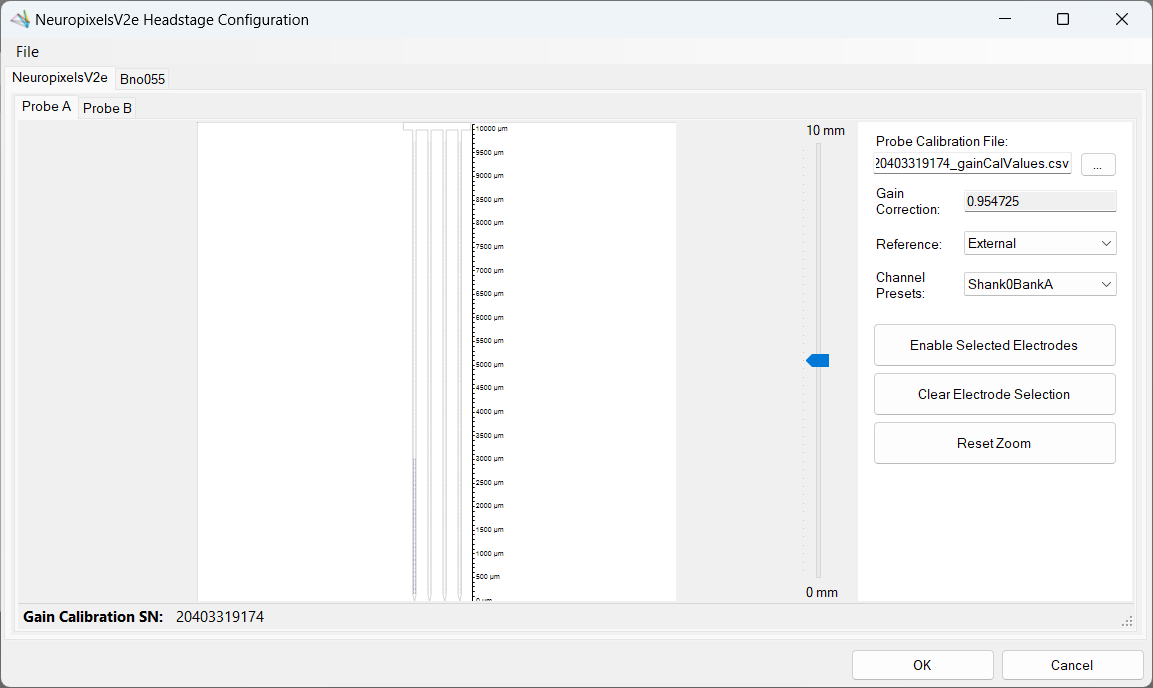 NeuropixelsV2e Headstage Configuration
File
NeuropixelsV2e Bno055
Probe A Probe B
10000 µm
9500 µm
9000 µm
8500 µm
8000 µm
7500 µm
7000 µm
6500 µm
6000 µm
5500 µm
5000 µm
4500 µm
4000 µm
3500 µm
3000 µm
2500 µm
2000 µm
1500 µm
1000 µm
500 µm
0 µm
10 mm
0 mm
Probe Calibration File:
20403319174_gainCalValues.csv ...
Gain
Correction:
0.954725
Reference: External
Channel
Presets:
Shank0BankA
Enable Selected Electrodes
Clear Electrode Selection
Reset Zoom
Gain Calibration SN: 20403319174
OK Cancel